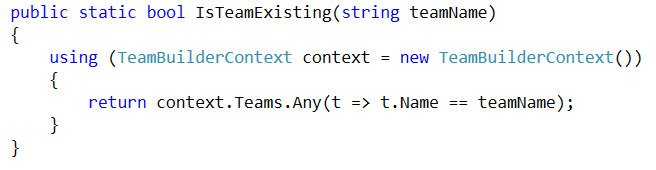 public static bool IsTeamExisting(string teamName)
{
    using (TeamBuilderContext context = new TeamBuilderContext())
    {
        return context.Teams.Any(t => t.Name == teamName);
    }
}